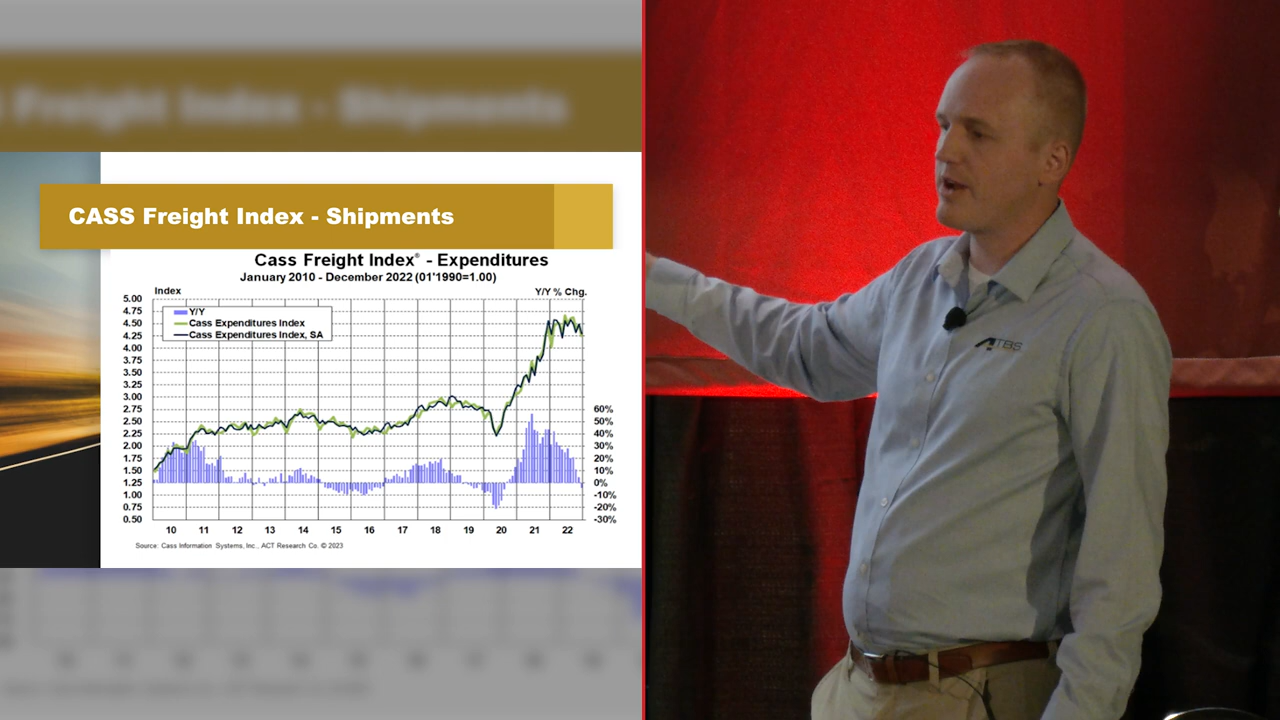 Freight Index - Shipments
CASS Freight Index - Shipments
Cass Freight Index® - Expenditures
January 2010 - December 2022 (01'1990=1.00)
Index
Y/Y % Chg.
5.00
4.75
4.50
4.25
4.00
3.75
3.50
3.25
3.00
2.75
2.50
2.25
2.00
1.75
1.50
1.25
1.00
0.75
0.50
Y/Y
Cass Expenditures Index
Cass Expenditures Index, SA
60%
50%
40%
30%
20%
10%
0%
-10%
-20%
-30%
10 11 12 13 14 15 16 17 18 19 20 21 22
Source: Cass Information Systems, Inc., ACT Research Co. © 2023
ATBS